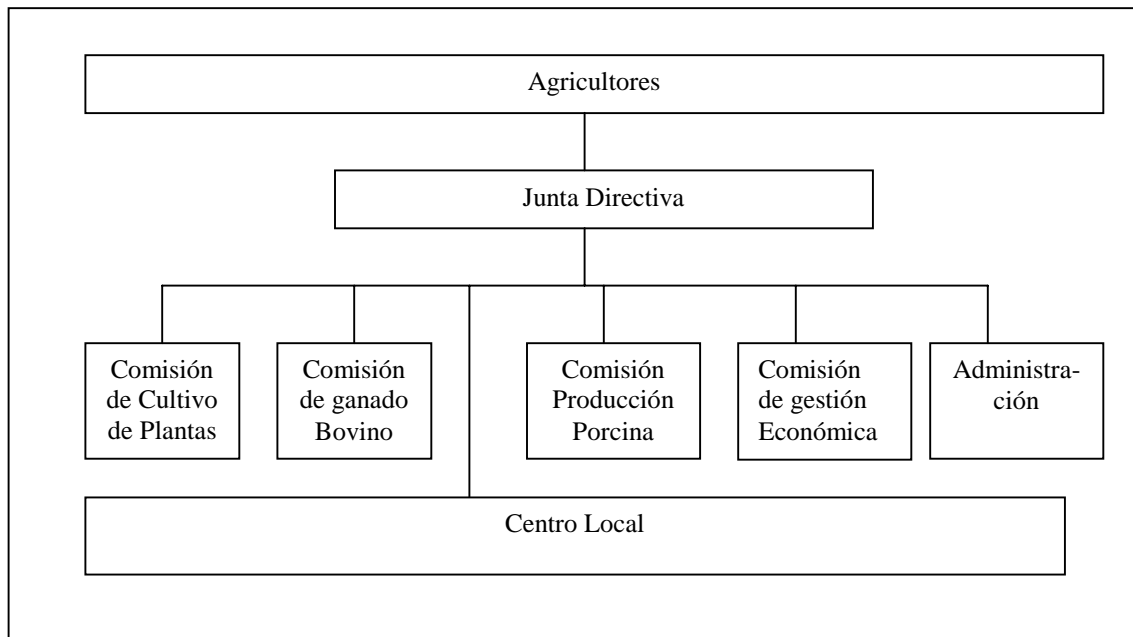 Agricultores
Junta Directiva
Comisión
de Cultivo
de Plantas
Comisión
de ganado
Bovino
Comisión
Producción
Porcina
Comisión
de gestión
Económica
Administra-
ción
Centro Local